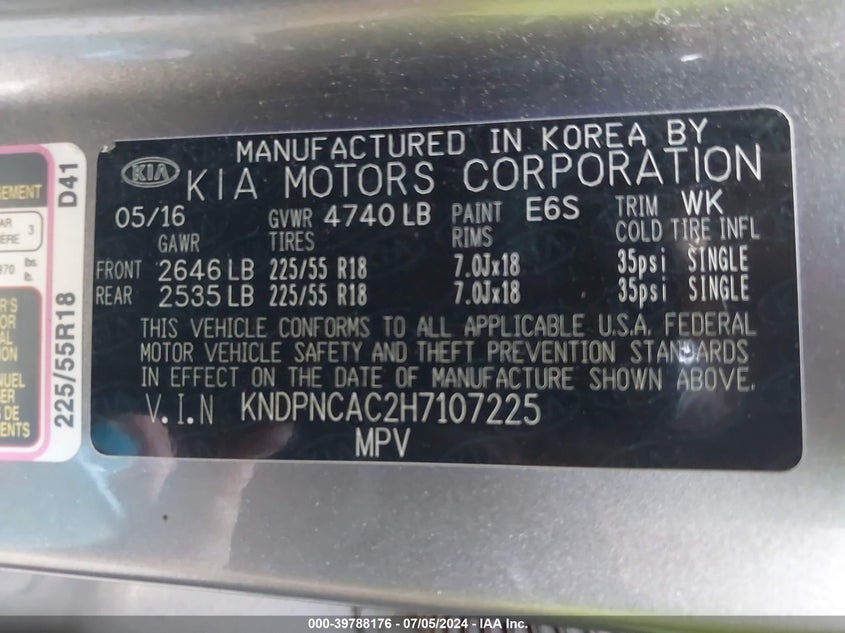 MANUFACTURED IN KOREA BY
KIA KIA MOTORS CORPORATION
05/16 GVWR 4740 LB PAINT E6S TRIM WK
GAWR TIRES RIMS COLD TIRE INFL
FRONT 2646 LB 225/55 R18 7.0Jx18 35psi SINGLE
REAR 2535 LB 225/55 R18 7.0Jx18 35psi SINGLE
THIS VEHICLE CONFORMS TO ALL APPLICABLE U.S.A. FEDERAL
MOTOR VEHICLE SAFETY AND THEFT PREVENTION STANDARDS
IN EFFECT ON THE DATE OF MANUFACTURE SHOWN ABOVE.
V.I.N KNDPNCAC2H7107225
MPV
225/55R18 D41
3
lbs.
lb.
DE
000-39788176 - 07/05/2024 - IAA Inc.